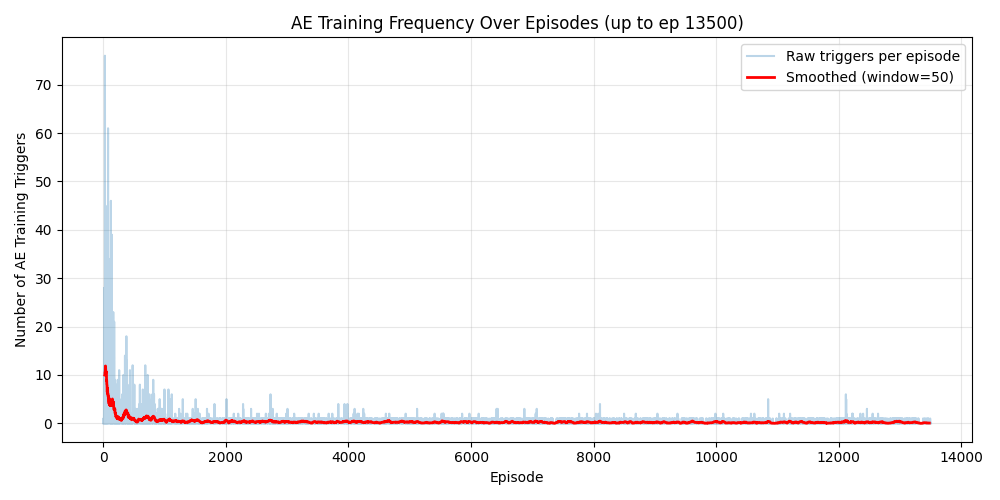 AE Training Frequency Over Episodes (up to ep 13500)
Raw triggers per episode
Smoothed (window=50)
Number of AE Training Triggers
70
60
50
40
30
20
10
0
0 2000 4000 6000 8000 10000 12000 14000
Episode